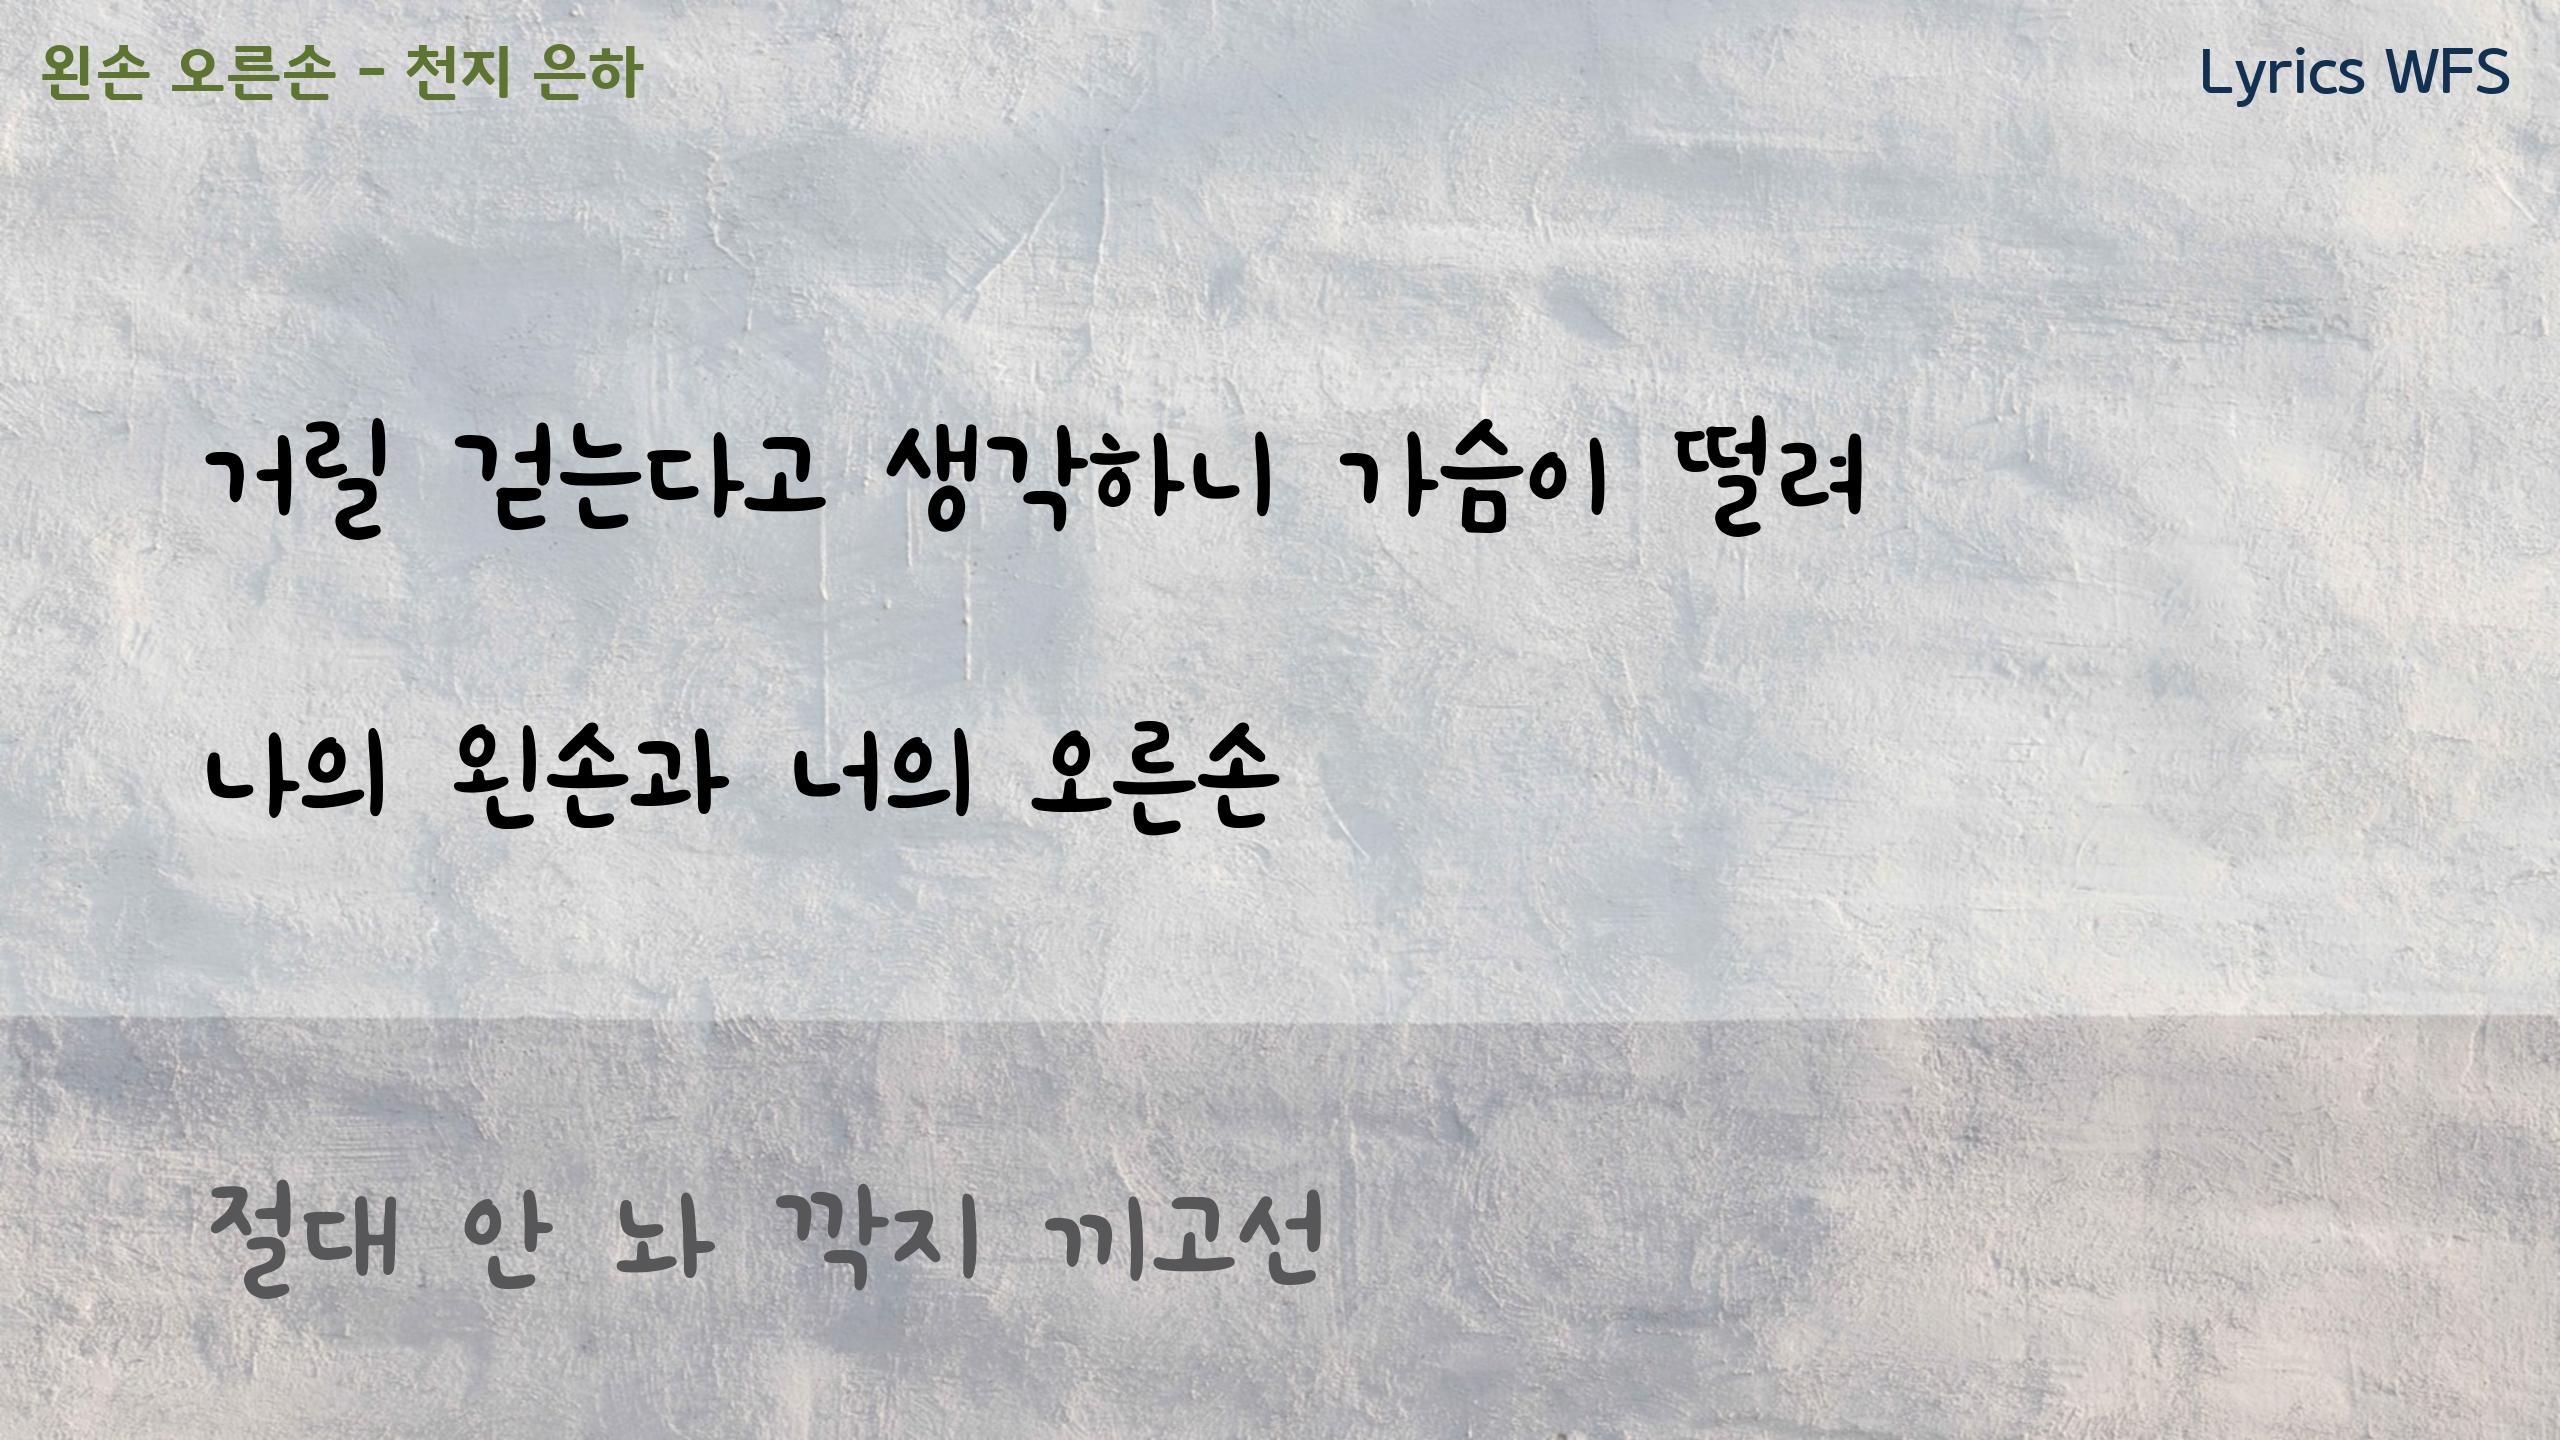 왼손 오른손 - 천지 은하
Lyrics WFS
거릴 걷는다고 생각하니 가슴이 떨려
나의 왼손과 너의 오른손
절대 안 놔 깍지 끼고선